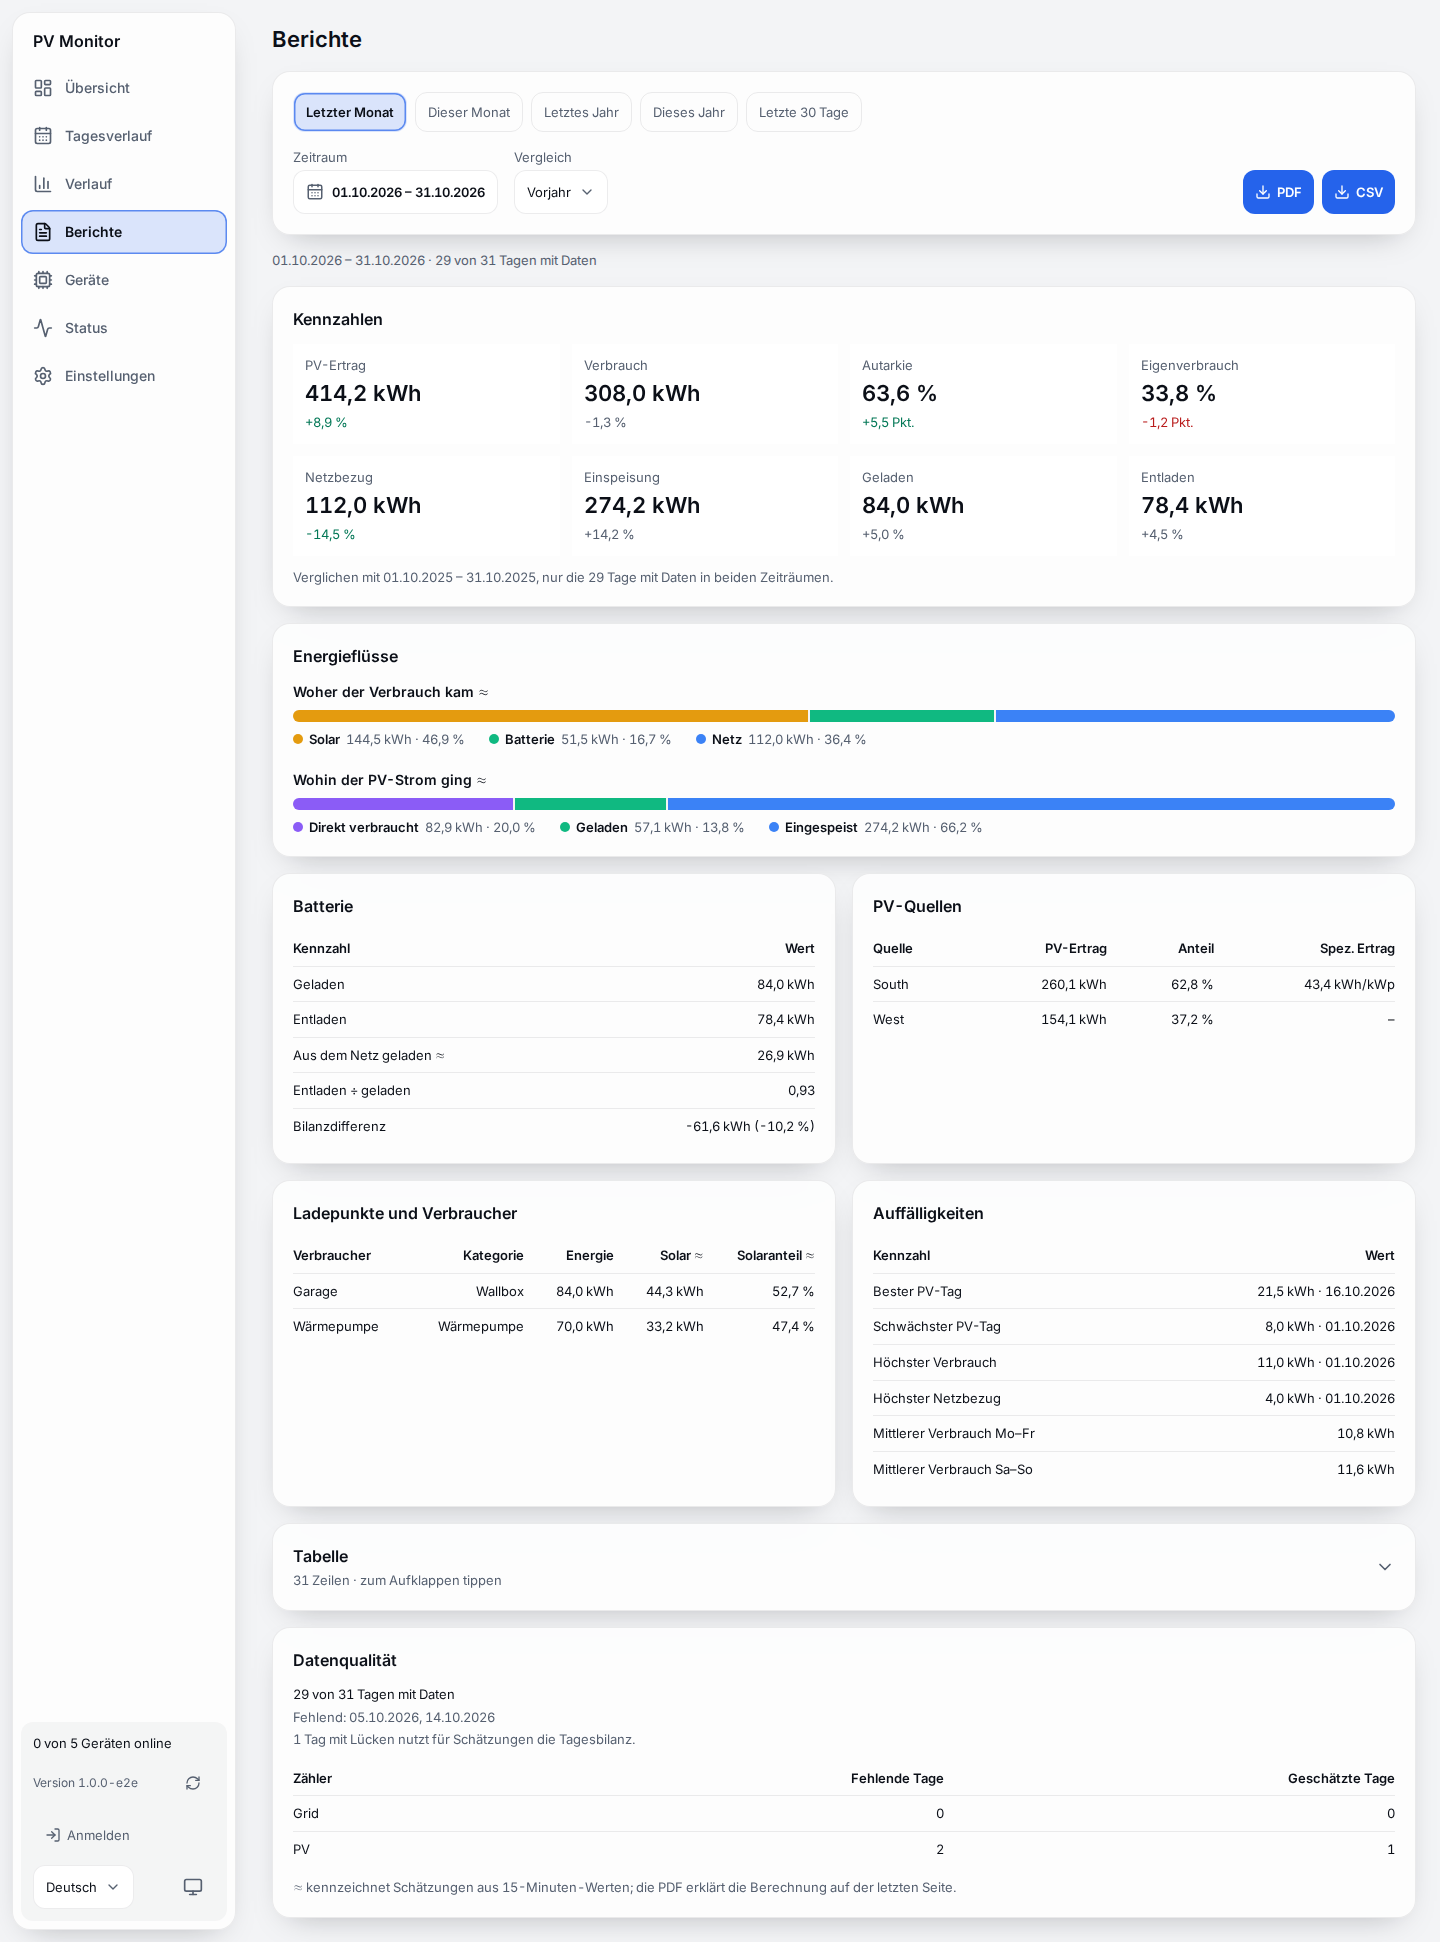 PV Monitor
Übersicht
Tagesverlauf
Verlauf
Berichte
Geräte
Status
Einstellungen
0 von 5 Geräten online
Version 1.0.0-e2e
Anmelden
Deutsch
Berichte
Letzter Monat Dieser Monat Letztes Jahr Dieses Jahr Letzte 30 Tage
Zeitraum Vergleich
01.10.2026 – 31.10.2026 Vorjahr PDF CSV
01.10.2026 – 31.10.2026 · 29 von 31 Tagen mit Daten
Kennzahlen
PV-Ertrag Verbrauch Autarkie Eigenverbrauch
414,2 kWh 308,0 kWh 63,6 % 33,8 %
+8,9 % -1,3 % +5,5 Pkt. -1,2 Pkt.
Netzbezug Einspeisung Geladen Entladen
112,0 kWh 274,2 kWh 84,0 kWh 78,4 kWh
-14,5 % +14,2 % +5,0 % +4,5 %
Verglichen mit 01.10.2025 – 31.10.2025, nur die 29 Tage mit Daten in beiden Zeiträumen.
Energieflüsse
Woher der Verbrauch kam ≈
Solar 144,5 kWh · 46,9 % Batterie 51,5 kWh · 16,7 % Netz 112,0 kWh · 36,4 %
Wohin der PV-Strom ging ≈
Direkt verbraucht 82,9 kWh · 20,0 % Geladen 57,1 kWh · 13,8 % Eingespeist 274,2 kWh · 66,2 %
Batterie
Kennzahl Wert
Geladen 84,0 kWh
Entladen 78,4 kWh
Aus dem Netz geladen ≈ 26,9 kWh
Entladen ÷ geladen 0,93
Bilanzdifferenz -61,6 kWh (-10,2 %)
PV-Quellen
Quelle PV-Ertrag Anteil Spez. Ertrag
South 260,1 kWh 62,8 % 43,4 kWh/kWp
West 154,1 kWh 37,2 % –
Ladepunkte und Verbraucher
Verbraucher Kategorie Energie Solar ≈ Solaranteil ≈
Garage Wallbox 84,0 kWh 44,3 kWh 52,7 %
Wärmepumpe Wärmepumpe 70,0 kWh 33,2 kWh 47,4 %
Auffälligkeiten
Kennzahl Wert
Bester PV-Tag 21,5 kWh · 16.10.2026
Schwächster PV-Tag 8,0 kWh · 01.10.2026
Höchster Verbrauch 11,0 kWh · 01.10.2026
Höchster Netzbezug 4,0 kWh · 01.10.2026
Mittlerer Verbrauch Mo–Fr 10,8 kWh
Mittlerer Verbrauch Sa–So 11,6 kWh
Tabelle
31 Zeilen · zum Aufklappen tippen
Datenqualität
29 von 31 Tagen mit Daten
Fehlend: 05.10.2026, 14.10.2026
1 Tag mit Lücken nutzt für Schätzungen die Tagesbilanz.
Zähler Fehlende Tage Geschätzte Tage
Grid 0 0
PV 2 1
≈ kennzeichnet Schätzungen aus 15-Minuten-Werten; die PDF erklärt die Berechnung auf der letzten Seite.